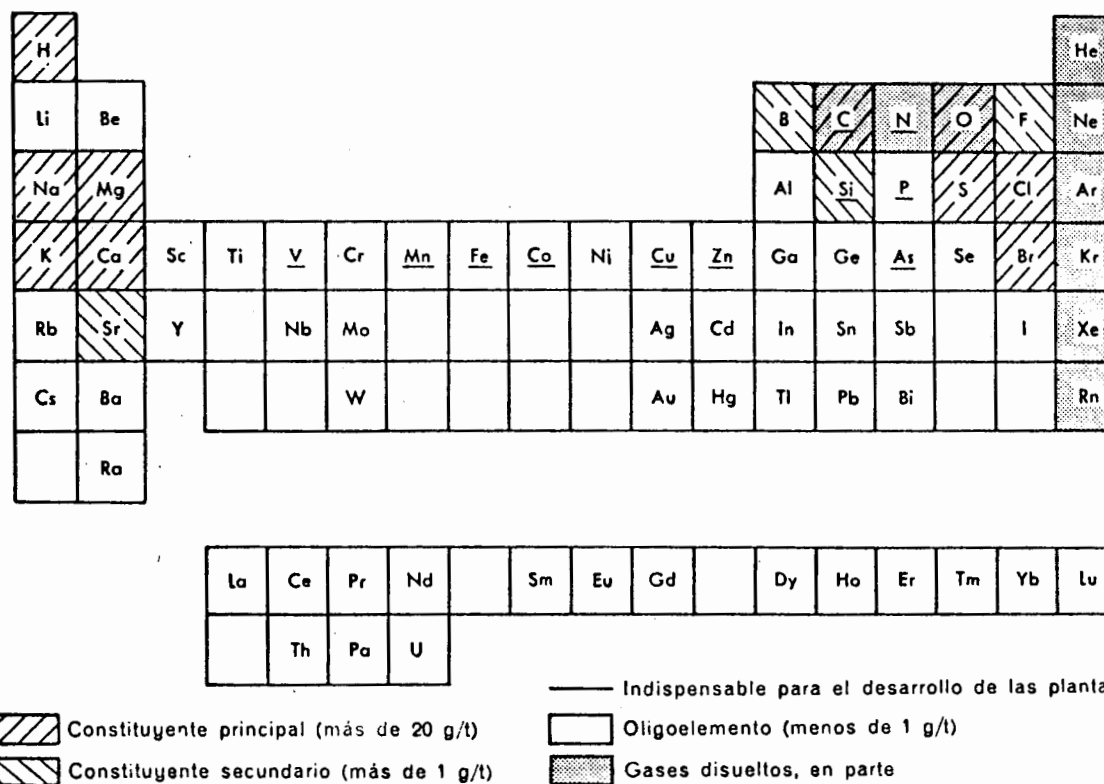 H He
Li Be B C N O F Ne
Na Mg Al Si P S Cl Ar
K Ca Sc Ti V Cr Mn Fe Co Ni Cu Zn Ga Ge As Se Br Kr
Rb Sr Y Nb Mo Ag Cd In Sn Sb I Xe
Cs Ba W Au Hg Tl Pb Bi Rn
Ra
La Ce Pr Nd Sm Eu Gd Dy Ho Er Tm Yb Lu
Th Pa U
Indispensable para el desarrollo de las planta
Constituyente principal (más de 20 g/t) Oligoelemento (menos de 1 g/t)
Constituyente secundario (más de 1 g/t) Gases disueltos, en parte